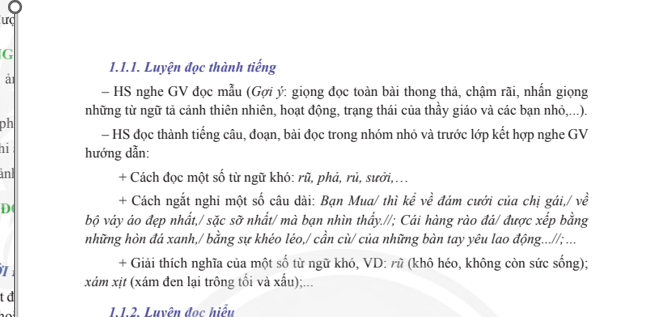 1.1.1. Luyện đọc thành tiếng
– HS nghe GV đọc mẫu (Gợi ý: giọng đọc toàn bài thong thả, chậm rãi, nhấn giọng
những từ ngữ tả cảnh thiên nhiên, hoạt động, trạng thái của thầy giáo và các bạn nhỏ,...).
– HS đọc thành tiếng câu, đoạn, bài đọc trong nhóm nhỏ và trước lớp kết hợp nghe GV
hướng dẫn:
+ Cách đọc một số từ ngữ khó: rũ, phả, rủ, sưởi,…
+ Cách ngắt nghỉ một số câu dài: Bạn Mua/ thì kể về đám cưới của chị gái,/ về
bộ váy áo đẹp nhất,/ sặc sỡ nhất/ mà bạn nhìn thấy.//; Cái hàng rào đá/ được xếp bằng
những hòn đá xanh,/ bằng sự khéo léo,/ cần cù/ của những bàn tay yêu lao động...//; ...
+ Giải thích nghĩa của một số từ ngữ khó, VD: rũ (khô héo, không còn sức sống);
xám xịt (xám đen lại trông tối và xấu);...
1.1.2. Luyện đọc hiểu